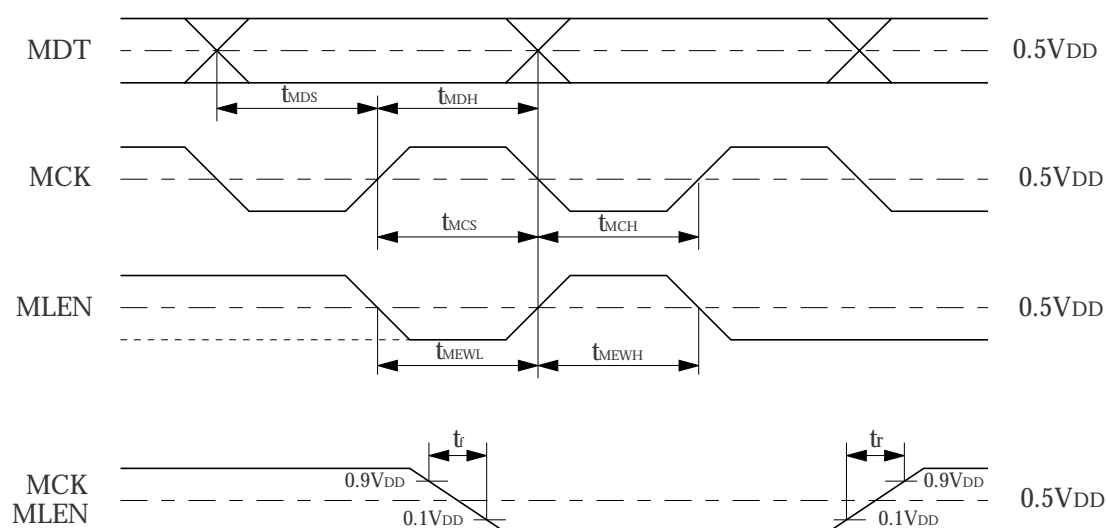 MDT 0.5VDD
tMDS tMDH
MCK 0.5VDD
tMCS tMCH
MLEN 0.5VDD
tMEWL tMEWH
tf tr
MCK 0.9VDD 0.9VDD
0.5VDD
MLEN 0.1VDD 0.1VDD